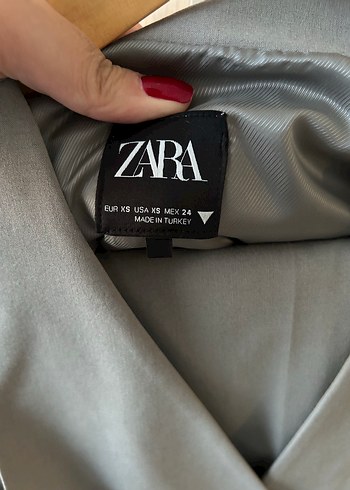 ZARA
EUR XS USA XS MEX 24
MADE IN TURKEY